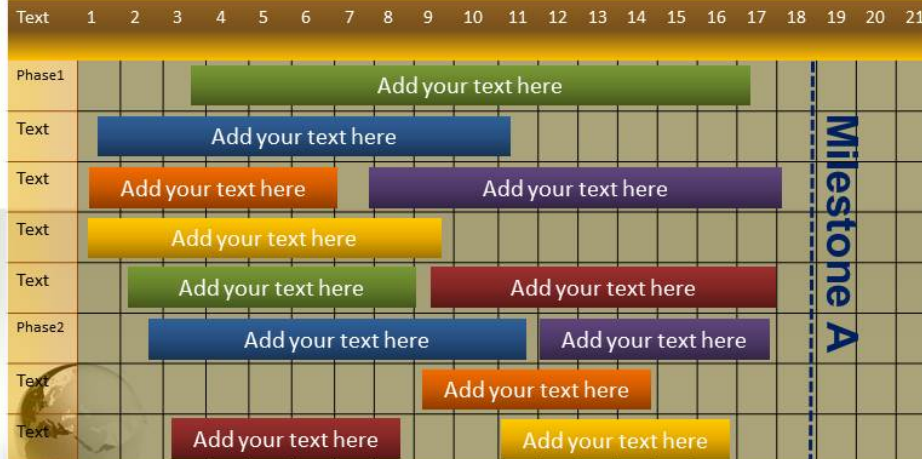 Text 1 2 3 4 5 6 7 8 9 10 11 12 13 14 15 16 17 18 19 20 21
Phase1 Add your text here
Text Add your text here
Text Add your text here Add your text here
Text Add your text here
Text Add your text here Add your text here
Phase2 Add your text here Add your text here
Text Add your text here
Text Add your text here Add your text here
Milestone A